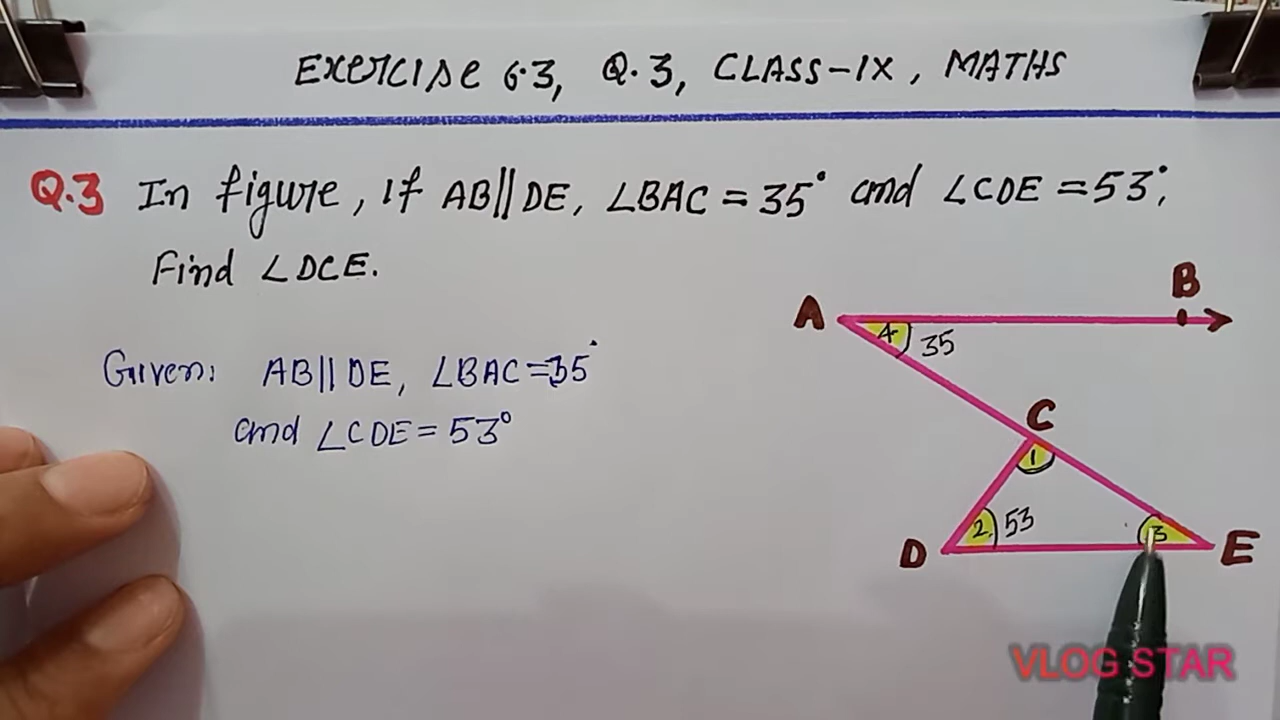 Exercise 6.3, Q.3, CLASS-IX, MATHS
Q.3 In figure, if AB||DE, ∠BAC = 35° and ∠CDE = 53°,
Find ∠DCE.
Given: AB||DE, ∠BAC = 35°
and ∠CDE = 53°
A B
4 35
C
1
D 2 53 3 E
VLOG STAR